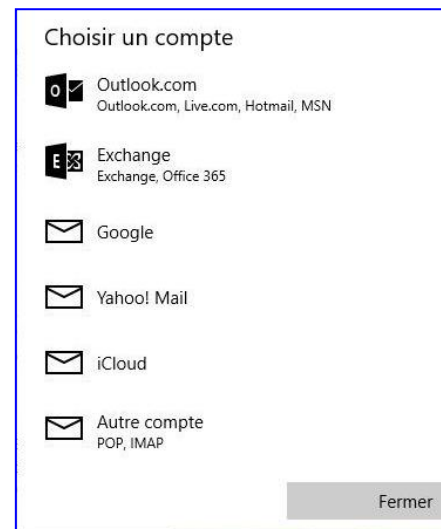 Choisir un compte
Outlook.com
Outlook.com, Live.com, Hotmail, MSN
Exchange
Exchange, Office 365
Google
Yahoo! Mail
iCloud
Autre compte
POP, IMAP
Fermer